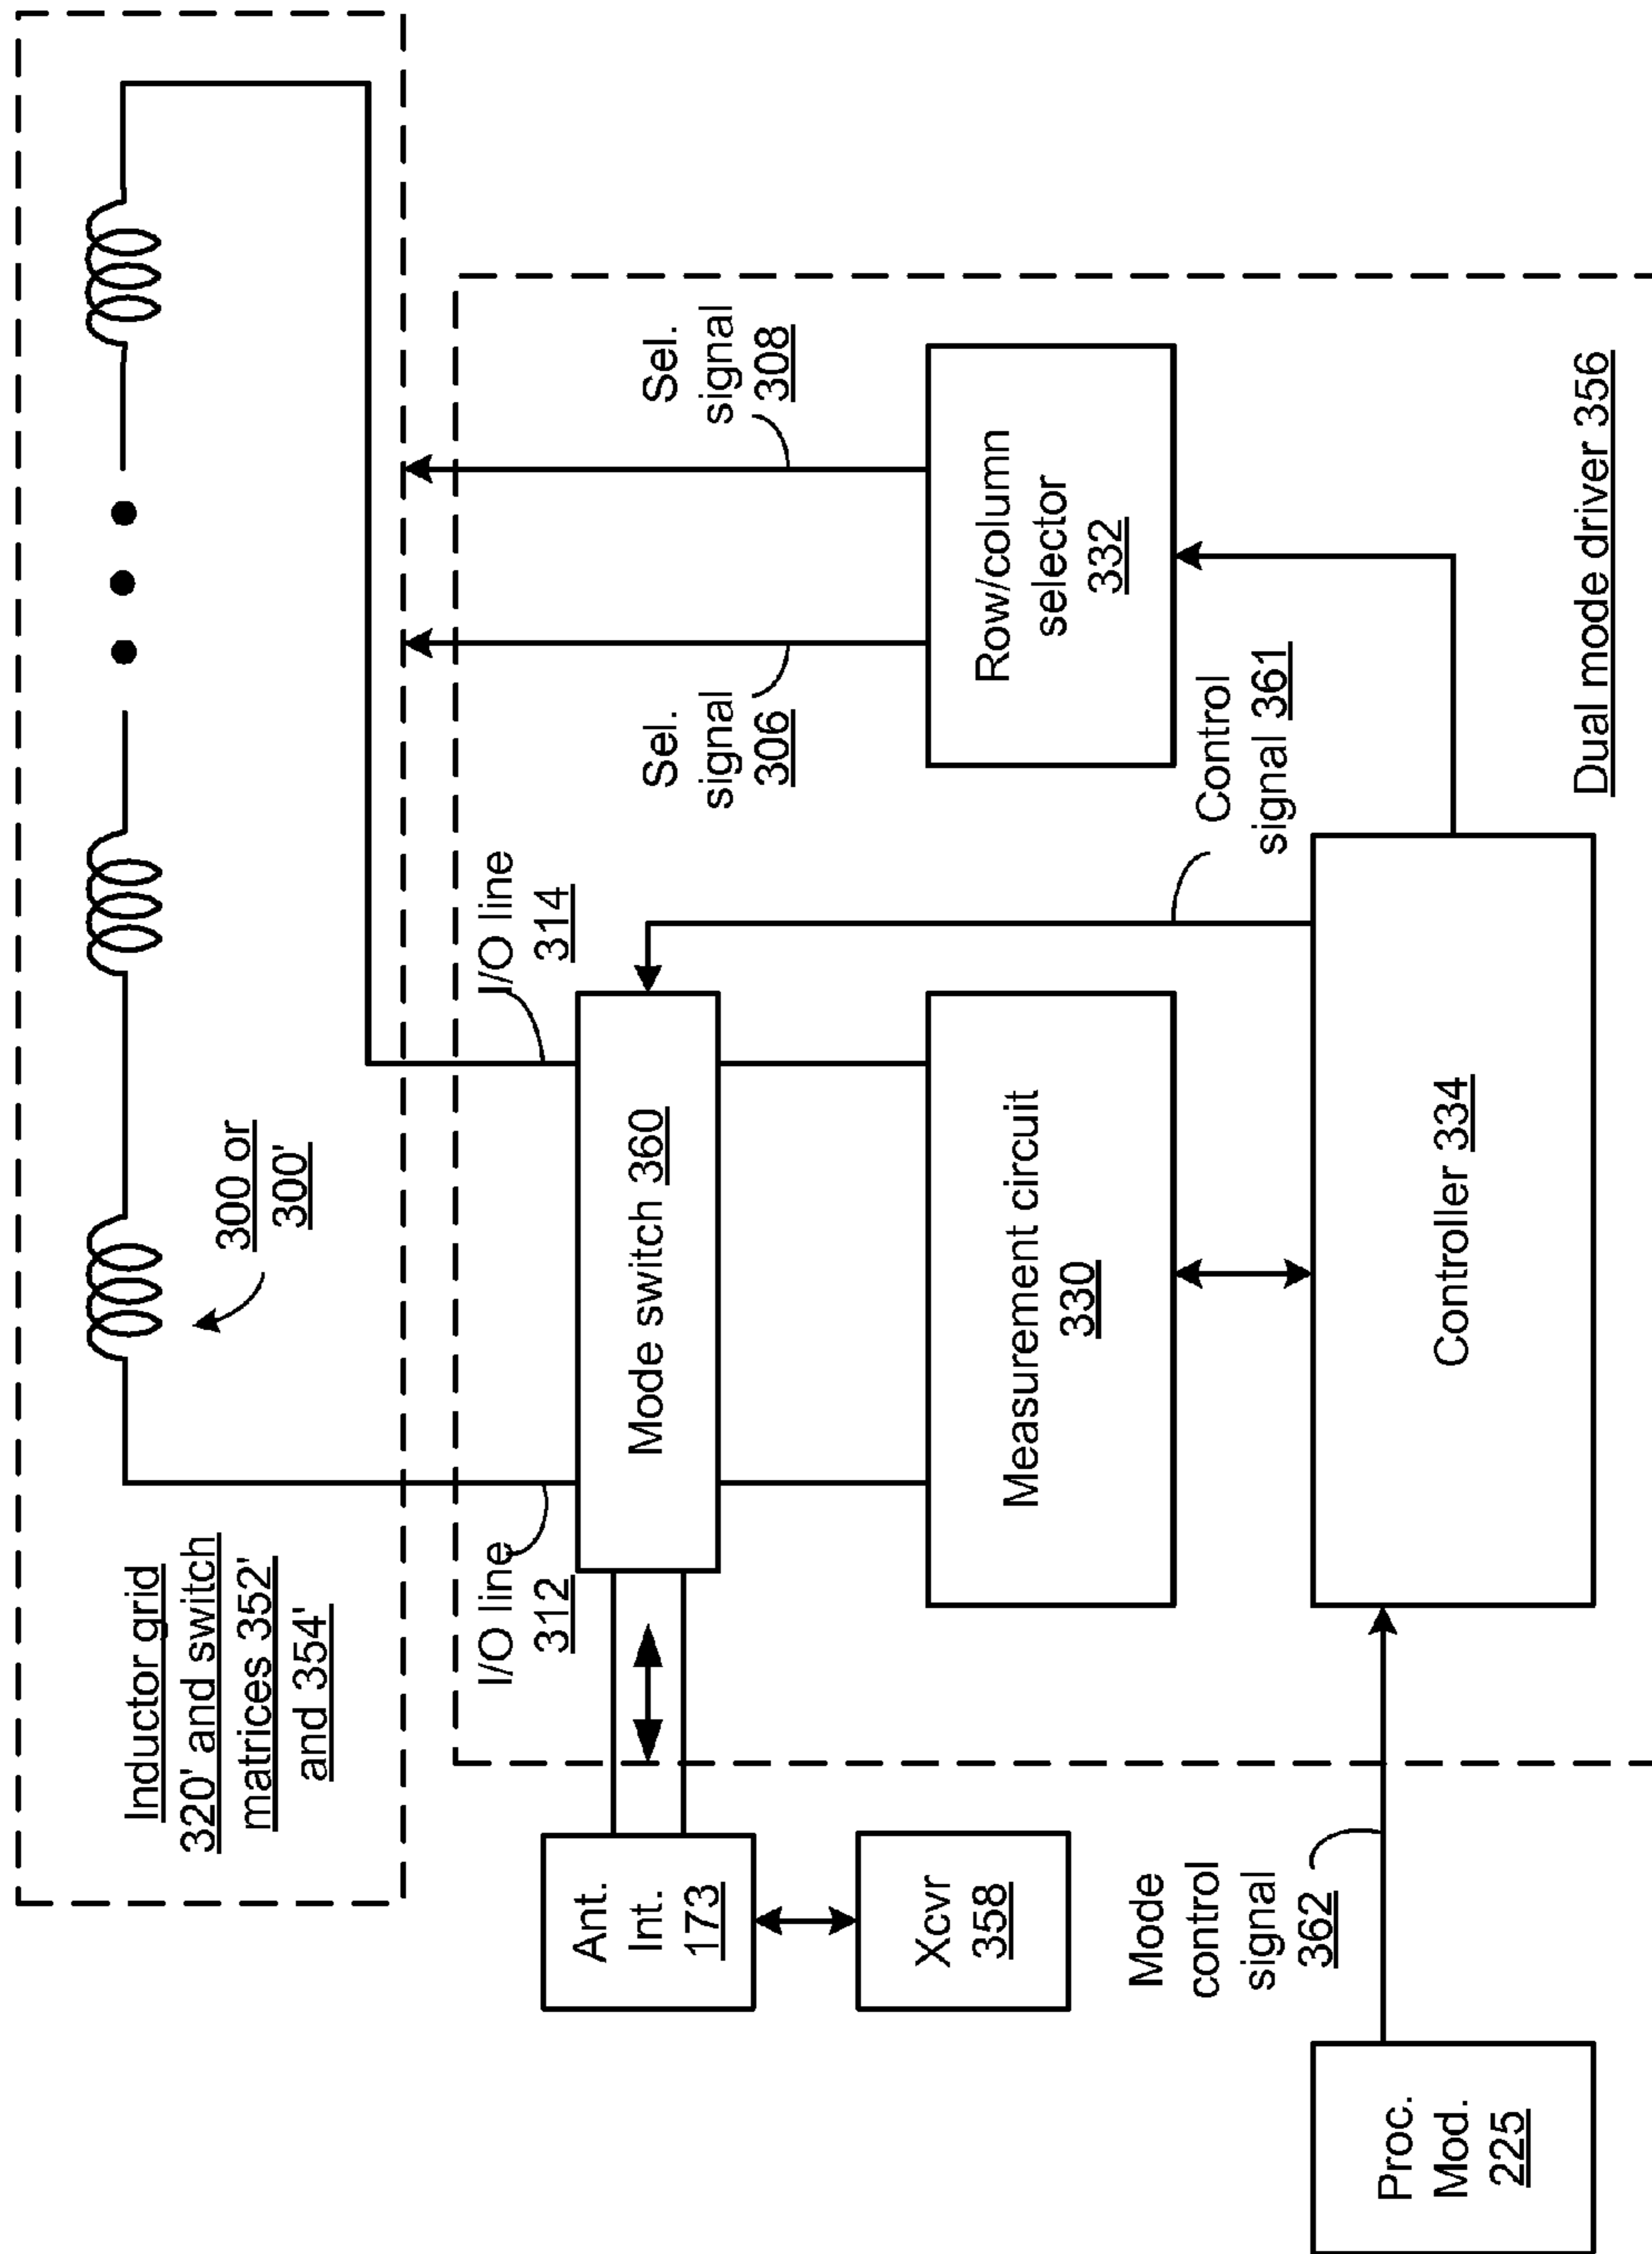 Inductor grid
320' and switch
matrices 352'
and 354'
300 or
300'
I/O line
312
I/O line
314
Sel.
signal
306
Sel.
signal
308
Ant.
Int.
173
Mode switch 360
Xcvr
358
Measurement circuit
330
Row/column
selector
332
Control
signal 361
Mode
control
signal
362
Proc.
Mod.
225
Controller 334
Dual mode driver 356